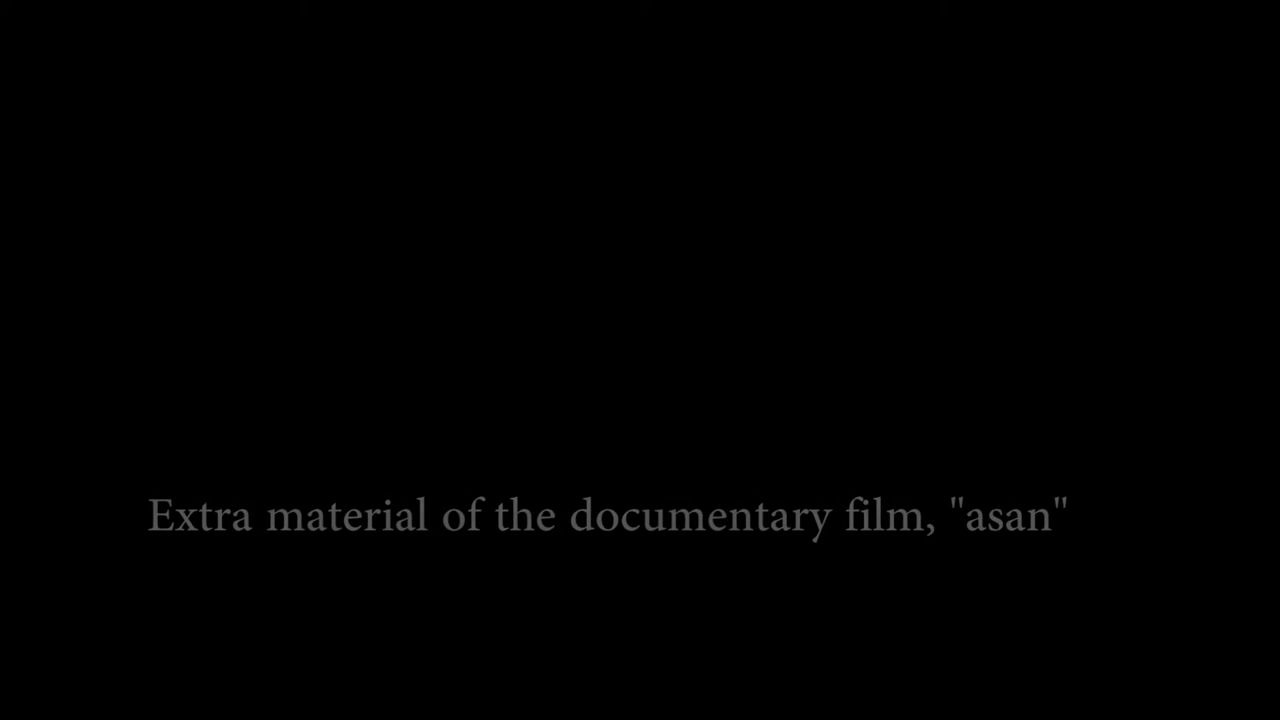 Extra material of the documentary film, "asan"